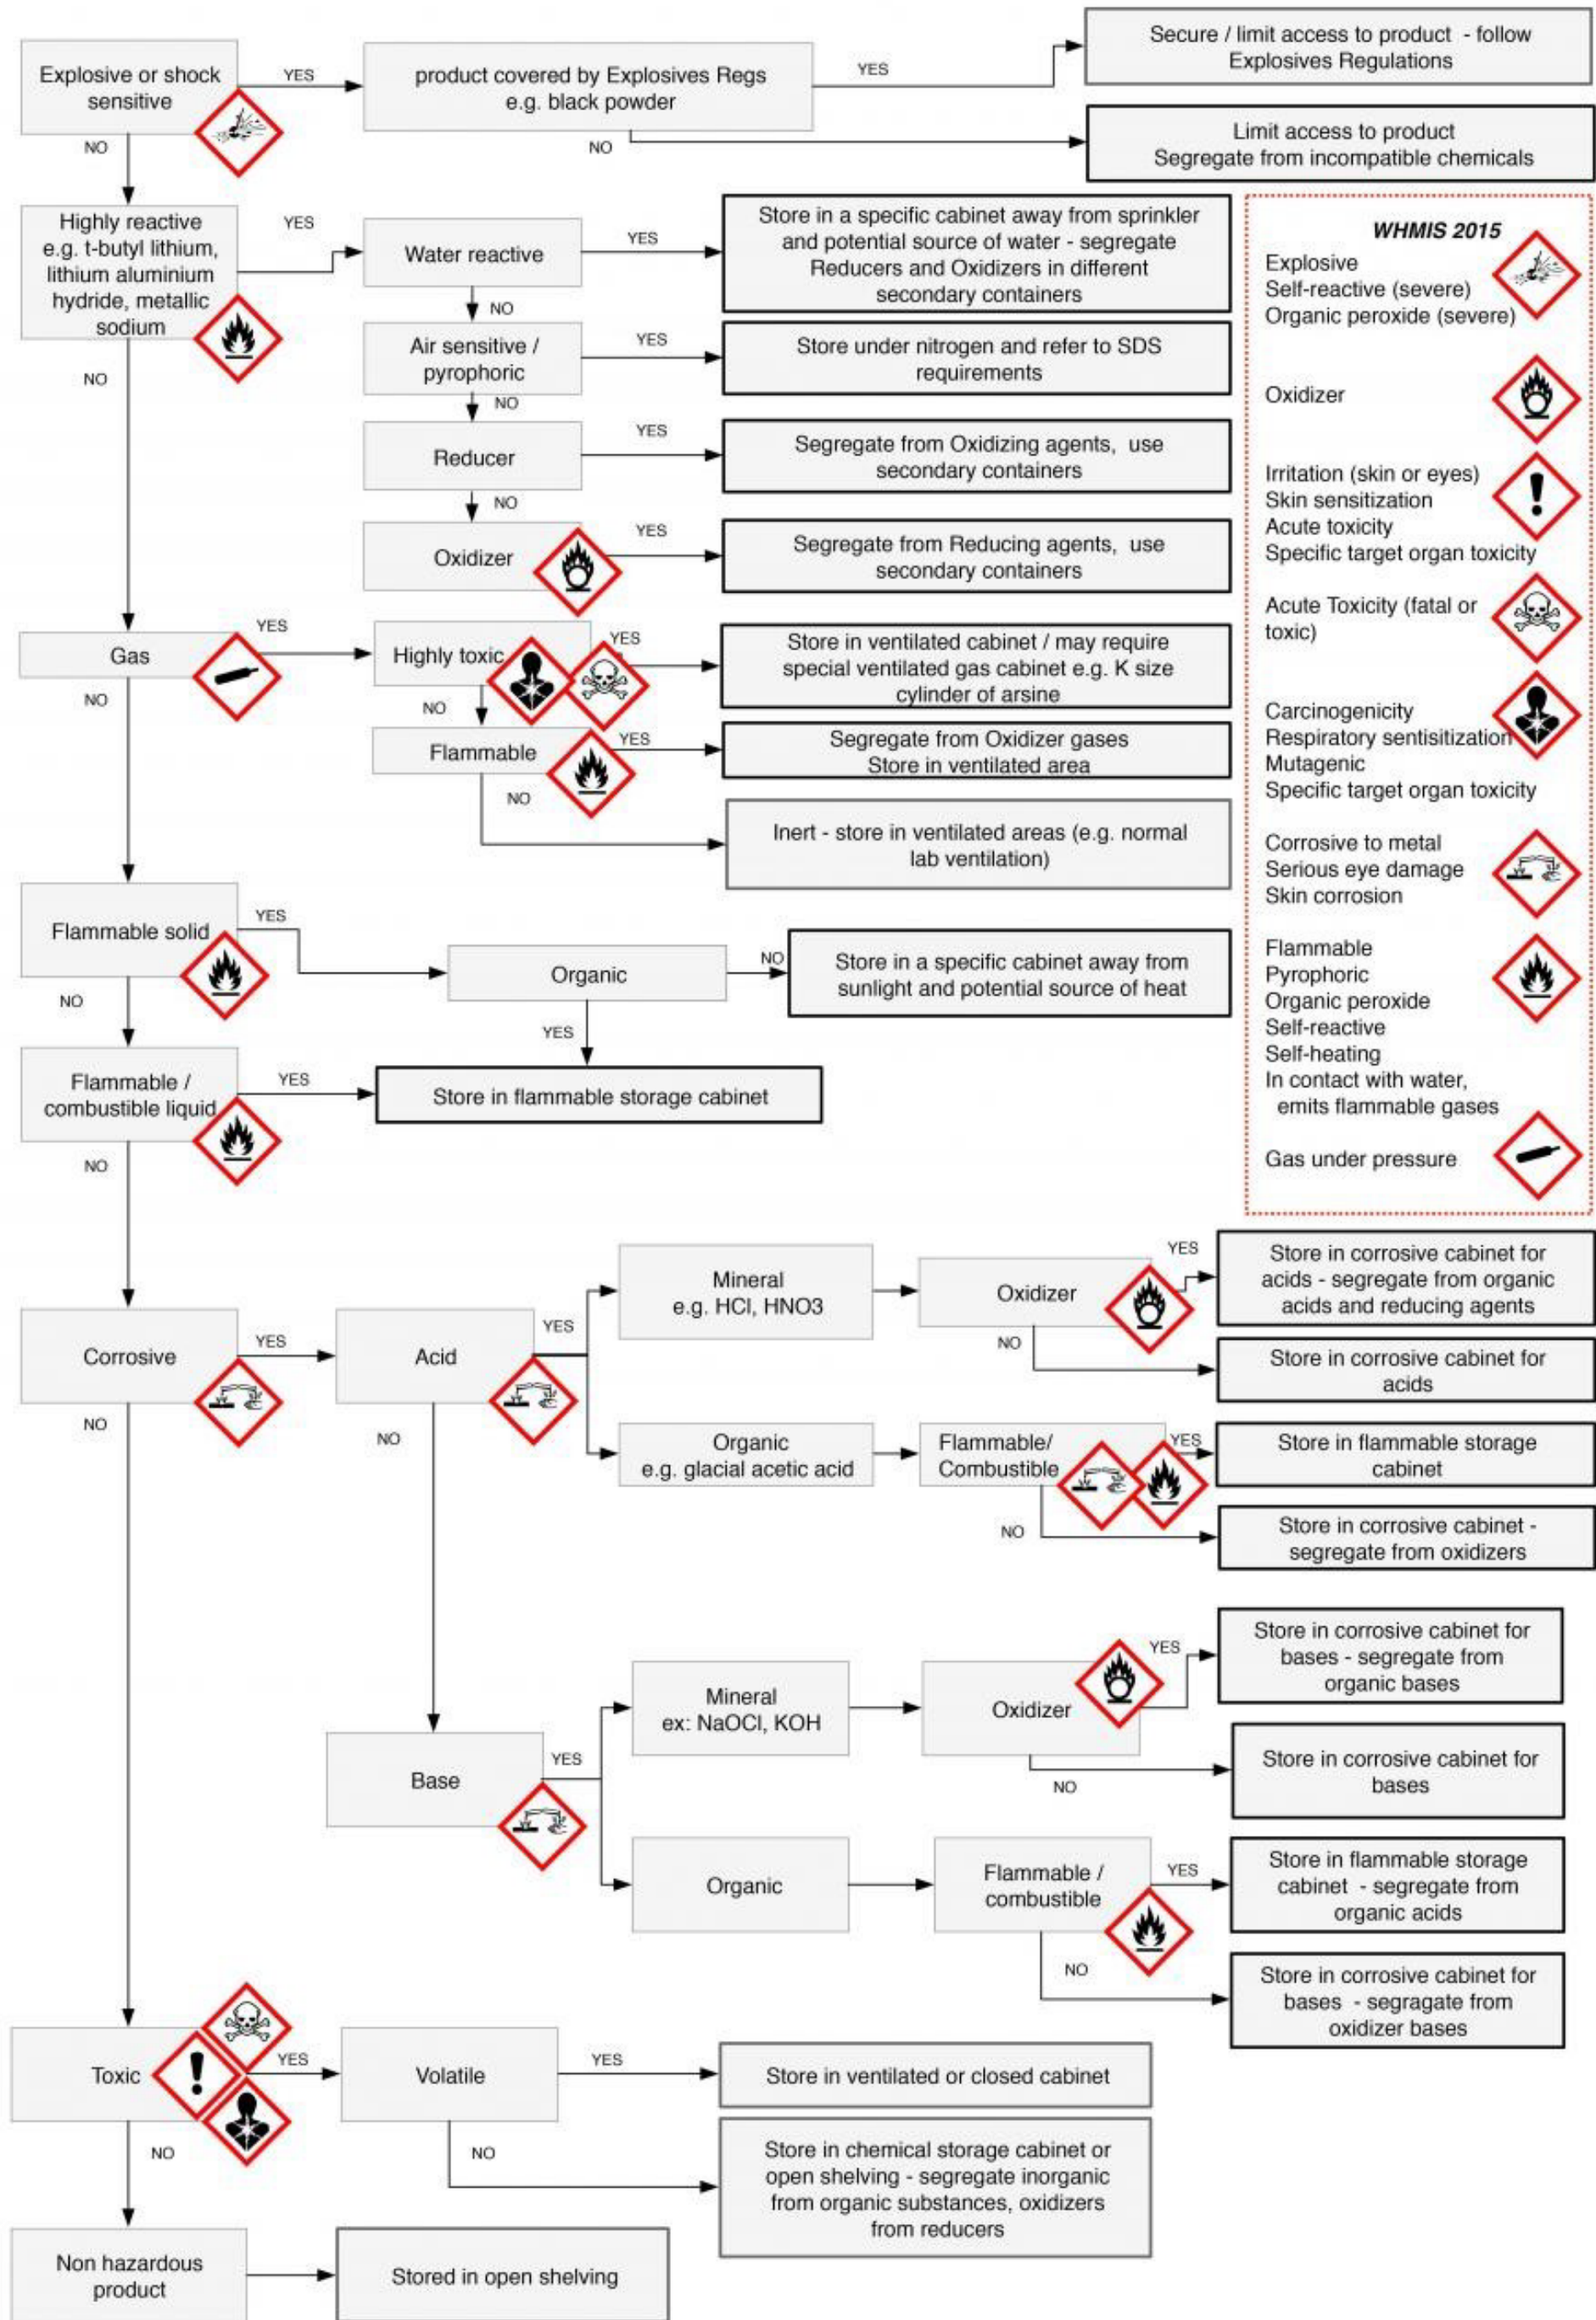 Explosive or shock
sensitive
YES
product covered by Explosives Regs
e.g. black powder
YES
Secure / limit access to product - follow
Explosives Regulations
NO
NO
Limit access to product
Segregate from incompatible chemicals
Highly reactive
e.g. t-butyl lithium,
lithium aluminium
hydride, metallic
sodium
YES
Water reactive
YES
Store in a specific cabinet away from sprinkler
and potential source of water - segregate
Reducers and Oxidizers in different
secondary containers
NO
NO
Air sensitive /
pyrophoric
YES
Store under nitrogen and refer to SDS
requirements
NO
Reducer
YES
Segregate from Oxidizing agents, use
secondary containers
NO
Oxidizer
YES
Segregate from Reducing agents, use
secondary containers
WHMIS 2015
Explosive
Self-reactive (severe)
Organic peroxide (severe)
Oxidizer
Irritation (skin or eyes)
Skin sensitization
Acute toxicity
Specific target organ toxicity
Acute Toxicity (fatal or
toxic)
Carcinogenicity
Respiratory sentisitization
Mutagenic
Specific target organ toxicity
Corrosive to metal
Serious eye damage
Skin corrosion
Flammable
Pyrophoric
Organic peroxide
Self-reactive
Self-heating
In contact with water,
emits flammable gases
Gas under pressure
Gas
YES
Highly toxic
YES
Store in ventilated cabinet / may require
special ventilated gas cabinet e.g. K size
cylinder of arsine
NO
NO
Flammable
YES
Segregate from Oxidizer gases
Store in ventilated area
NO
Inert - store in ventilated areas (e.g. normal
lab ventilation)
Flammable solid
YES
Organic
NO
Store in a specific cabinet away from
sunlight and potential source of heat
NO
YES
Flammable /
combustible liquid
YES
Store in flammable storage cabinet
NO
Corrosive
YES
Acid
YES
Mineral
e.g. HCl, HNO3
Oxidizer
YES
Store in corrosive cabinet for
acids - segregate from organic
acids and reducing agents
NO
Store in corrosive cabinet for
acids
NO
NO
Organic
e.g. glacial acetic acid
Flammable/
Combustible
YES
Store in flammable storage
cabinet
NO
Store in corrosive cabinet -
segregate from oxidizers
Base
YES
Mineral
ex: NaOCl, KOH
Oxidizer
YES
Store in corrosive cabinet for
bases - segregate from
organic bases
NO
Store in corrosive cabinet for
bases
Organic
Flammable /
combustible
YES
Store in flammable storage
cabinet - segregate from
organic acids
NO
Store in corrosive cabinet for
bases - segragate from
oxidizer bases
Toxic
YES
Volatile
YES
Store in ventilated or closed cabinet
NO
NO
Store in chemical storage cabinet or
open shelving - segregate inorganic
from organic substances, oxidizers
from reducers
Non hazardous
product
Stored in open shelving